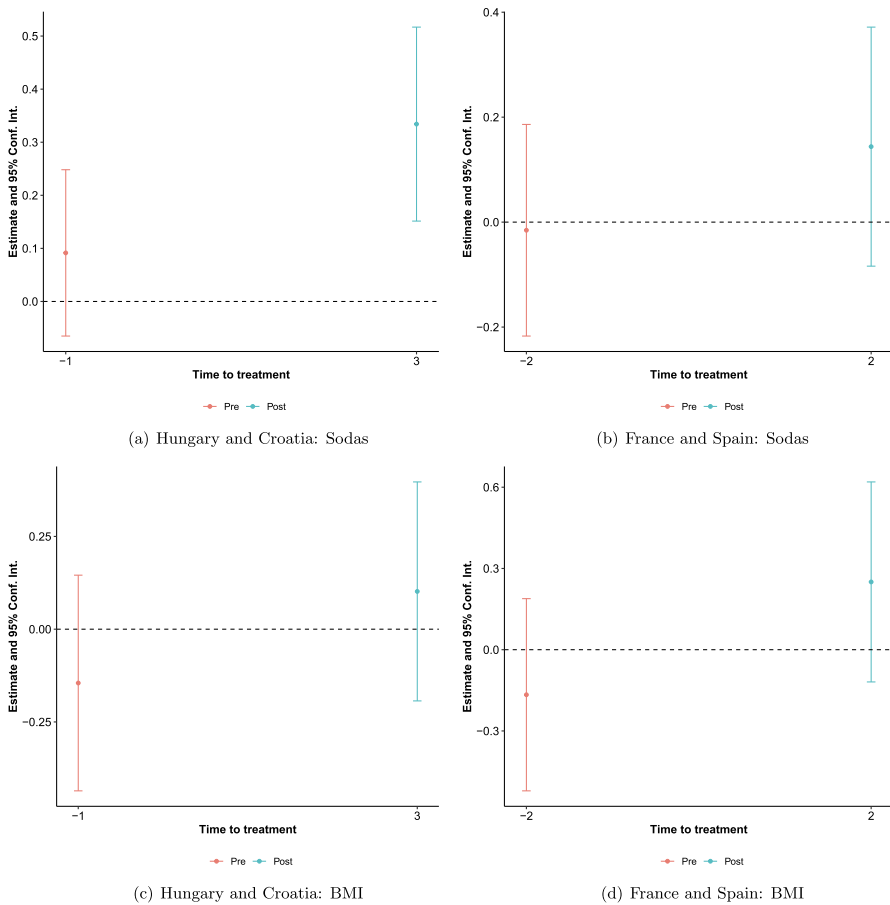 Estimate and 95% Conf. Int.
0.5
0.4
0.3
0.2
0.1
0.0
−1
3
Time to treatment
Pre Post
(a) Hungary and Croatia: Sodas
Estimate and 95% Conf. Int.
0.4
0.2
0.0
−0.2
−2
2
Time to treatment
Pre Post
(b) France and Spain: Sodas
Estimate and 95% Conf. Int.
0.25
0.00
−0.25
−1
3
Time to treatment
Pre Post
(c) Hungary and Croatia: BMI
Estimate and 95% Conf. Int.
0.6
0.3
0.0
−0.3
−2
2
Time to treatment
Pre Post
(d) France and Spain: BMI